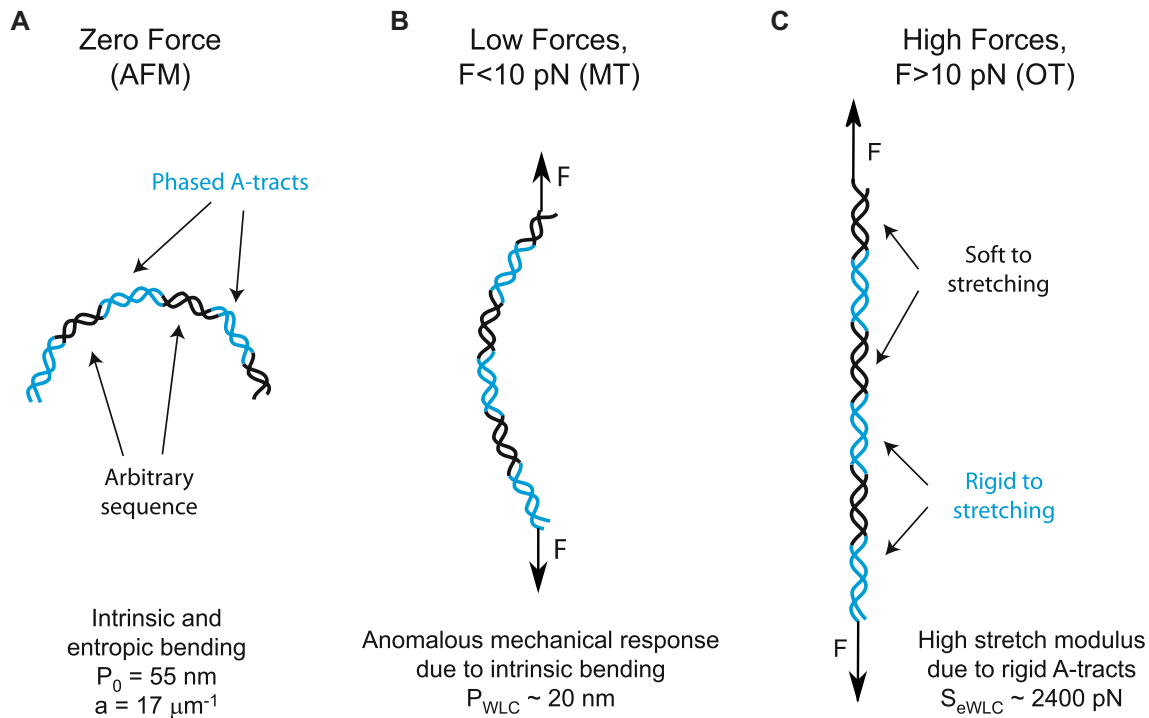 A
Zero Force
(AFM)
Phased A-tracts
Arbitrary
sequence
Intrinsic and
entropic bending
P₀ = 55 nm
a = 17 μm⁻¹
B
Low Forces,
F<10 pN (MT)
F
F
Anomalous mechanical response
due to intrinsic bending
P_WLC ~ 20 nm
C
High Forces,
F>10 pN (OT)
F
Soft to
stretching
Rigid to
stretching
F
High stretch modulus
due to rigid A-tracts
S_eWLC ~ 2400 pN